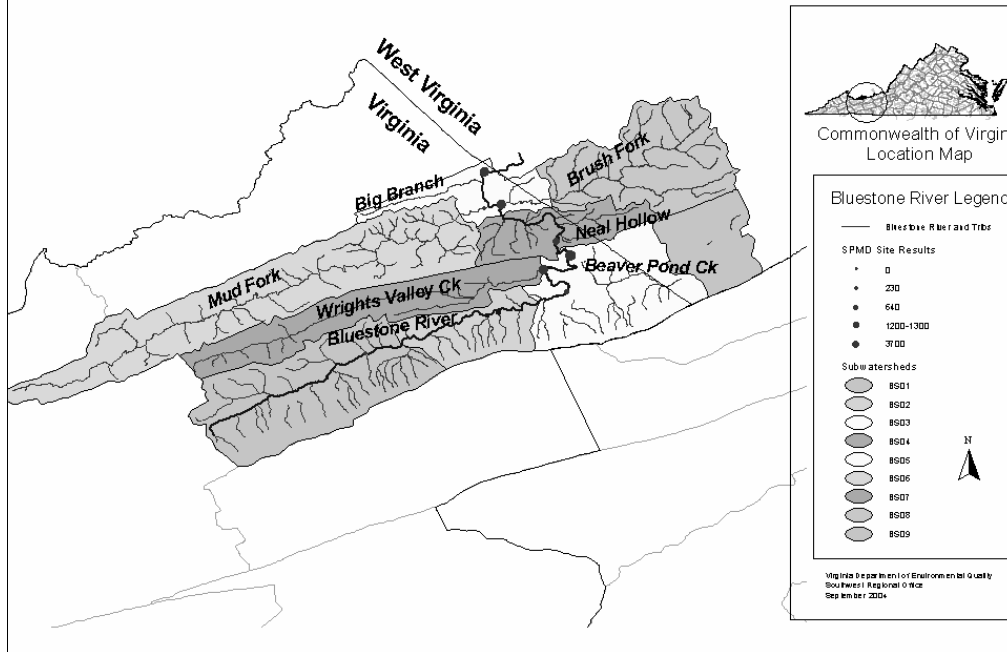 West Virginia
Virginia
Big Branch
Brush Fork
Neal Hollow
Mud Fork
Beaver Pond Ck
Wrights Valley Ck
Bluestone River
Commonwealth of Virgin
Location Map
Bluestone River Legend
Bluestone River and Tribs
SPMD Site Results
0
230
640
1200-1300
3700
Subwatersheds
BS01
BS02
BS03
BS04
BS05
BS06
BS07
BS08
BS09
N
Virginia Department of Environmental Quality
Southwest Regional Office
September 2004